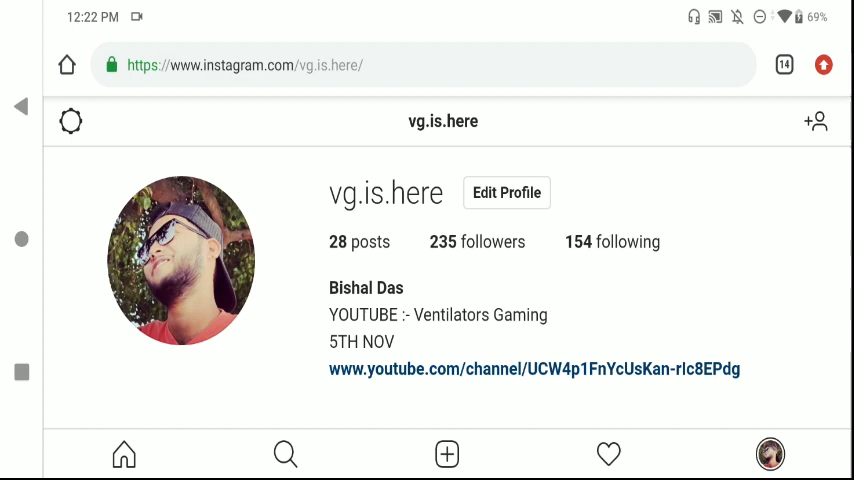 12:22 PM
69%
https://www.instagram.com/vg.is.here/
14
vg.is.here
vg.is.here Edit Profile
28 posts 235 followers 154 following
Bishal Das
YOUTUBE :- Ventilators Gaming
5TH NOV
www.youtube.com/channel/UCW4p1FnYcUsKan-rlc8EPdg